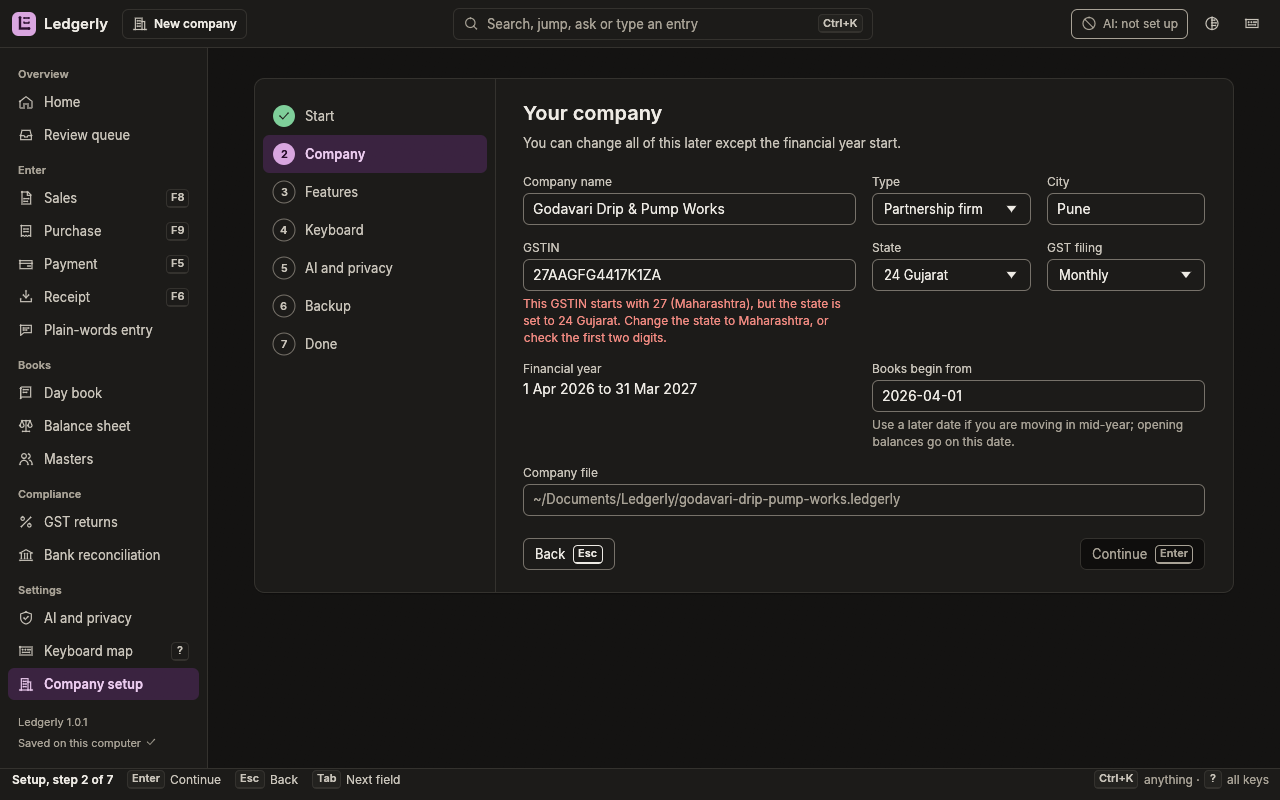 Ledgerly
New company
Search, jump, ask or type an entry
Ctrl+K
AI: not set up
Overview
Home
Review queue
Enter
Sales F8
Purchase F9
Payment F5
Receipt F6
Plain-words entry
Books
Day book
Balance sheet
Masters
Compliance
GST returns
Bank reconciliation
Settings
AI and privacy
Keyboard map ?
Company setup
Ledgerly 1.0.1
Saved on this computer
Start
2 Company
3 Features
4 Keyboard
5 AI and privacy
6 Backup
7 Done
Your company
You can change all of this later except the financial year start.
Company name
Godavari Drip & Pump Works
Type
Partnership firm
City
Pune
GSTIN
27AAGFG4417K1ZA
State
24 Gujarat
GST filing
Monthly
This GSTIN starts with 27 (Maharashtra), but the state is
set to 24 Gujarat. Change the state to Maharashtra, or
check the first two digits.
Financial year
1 Apr 2026 to 31 Mar 2027
Books begin from
2026-04-01
Use a later date if you are moving in mid-year; opening
balances go on this date.
Company file
~/Documents/Ledgerly/godavari-drip-pump-works.ledgerly
Back Esc
Continue Enter
Setup, step 2 of 7 Enter Continue Esc Back Tab Next field
Ctrl+K anything · ? all keys